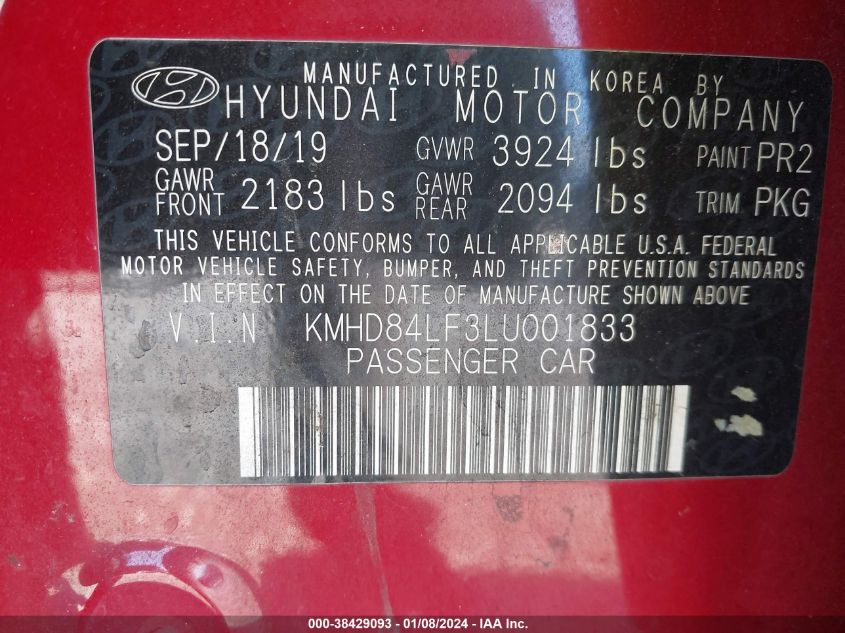 MANUFACTURED IN KOREA BY
HYUNDAI MOTOR COMPANY
SEP/18/19 GVWR 3924 lbs PAINT PR2
GAWR FRONT 2183 lbs GAWR REAR 2094 lbs TRIM PKG
THIS VEHICLE CONFORMS TO ALL APPLICABLE U.S.A. FEDERAL
MOTOR VEHICLE SAFETY, BUMPER, AND THEFT PREVENTION STANDARDS
IN EFFECT ON THE DATE OF MANUFACTURE SHOWN ABOVE
V.I.N KMHD84LF3LU001833
PASSENGER CAR
000-38429093 - 01/08/2024 - IAA Inc.